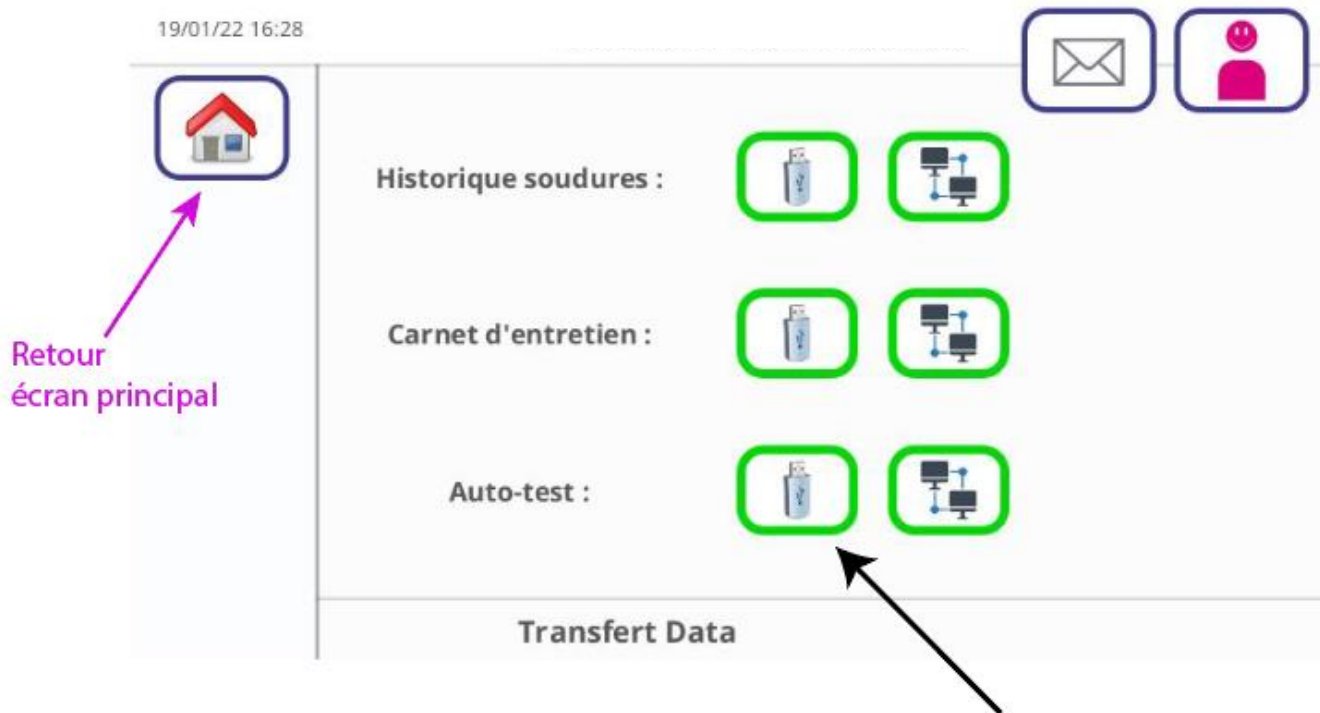 19/01/22 16:28
Historique soudures :
Carnet d'entretien :
Retour
écran principal
Auto-test :
Transfert Data